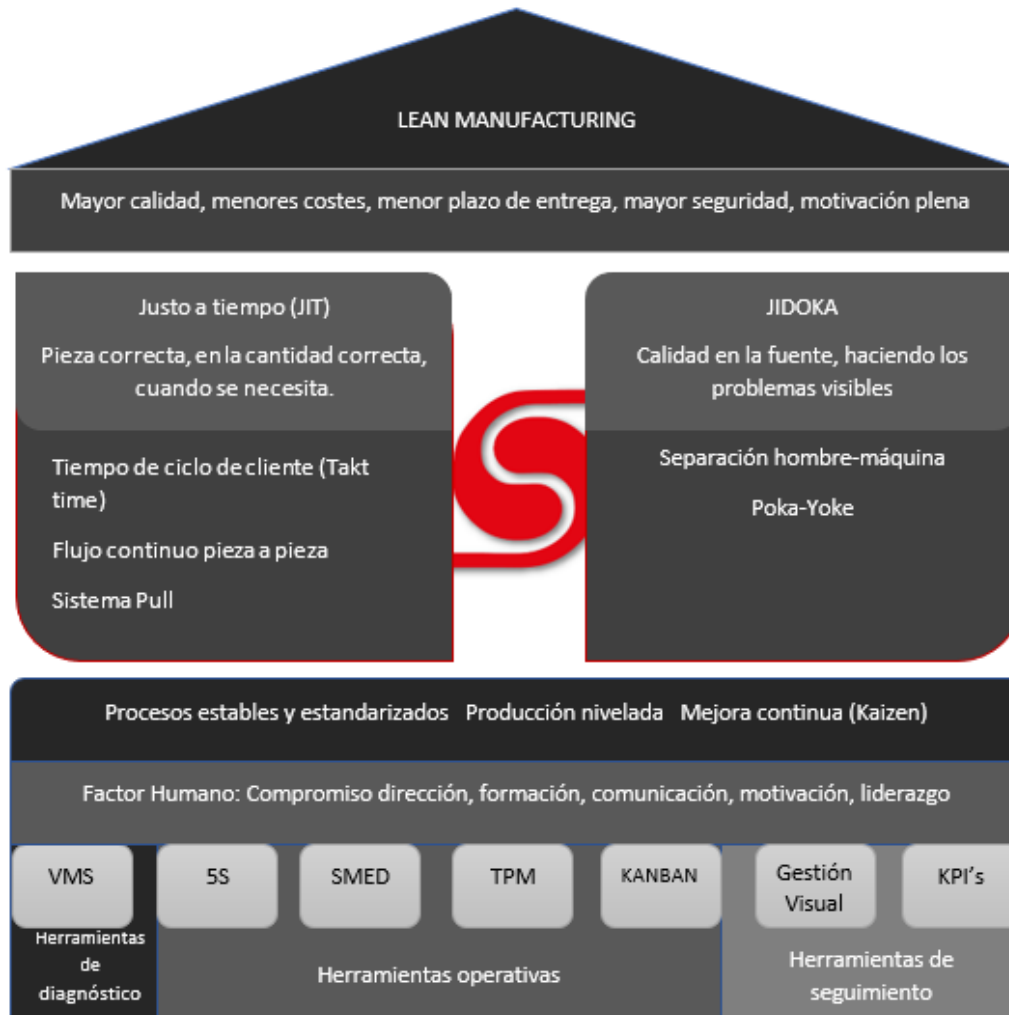 LEAN MANUFACTURING
Mayor calidad, menores costes, menor plazo de entrega, mayor seguridad, motivación plena
Justo a tiempo (JIT)
Pieza correcta, en la cantidad correcta,
cuando se necesita.
Tiempo de ciclo de cliente (Takt
time)
Flujo continuo pieza a pieza
Sistema Pull
JIDOKA
Calidad en la fuente, haciendo los
problemas visibles
Separación hombre-máquina
Poka-Yoke
Procesos estables y estandarizados Producción nivelada Mejora continua (Kaizen)
Factor Humano: Compromiso dirección, formación, comunicación, motivación, liderazgo
VMS
5S
SMED
TPM
KANBAN
Gestión
Visual
KPI´s
Herramientas
de
diagnóstico
Herramientas operativas
Herramientas de
seguimiento